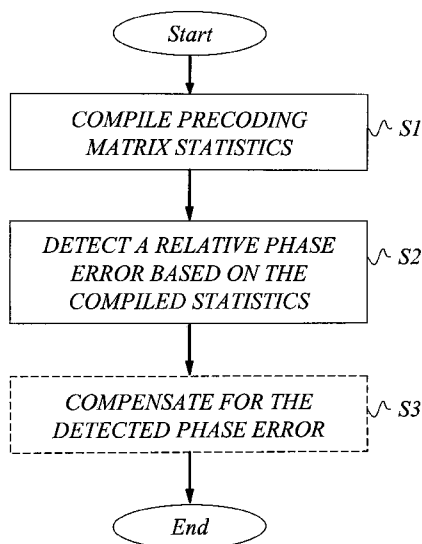 Start
COMPILE PRECODING
MATRIX STATISTICS
S1
DETECT A RELATIVE PHASE
ERROR BASED ON THE
COMPILED STATISTICS
S2
COMPENSATE FOR THE
DETECTED PHASE ERROR
S3
End